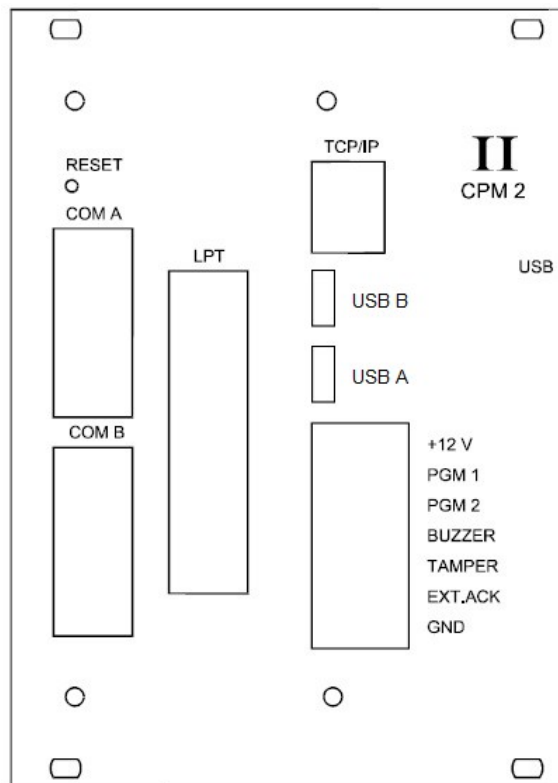 RESET
COM A
COM B
LPT
TCP/IP
USB B
USB A
+12 V
PGM 1
PGM 2
BUZZER
TAMPER
EXT.ACK
GND
II
CPM 2
USB